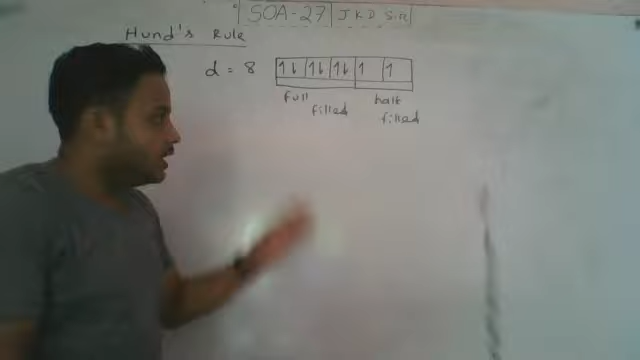 SOA-27 JKD SIR
Hund's Rule
d = 8 1⇂ 1⇂ 1⇂ 1 1
full filled
half filled